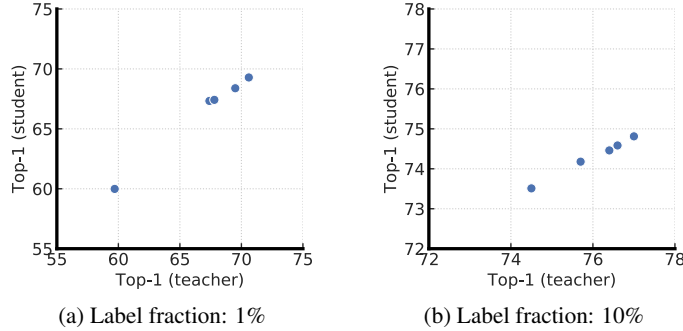 75
70
65
60
55
Top-1 (student)
55 60 65 70 75
Top-1 (teacher)
(a) Label fraction: 1%
78
77
76
75
74
73
72
Top-1 (student)
72 74 76 78
Top-1 (teacher)
(b) Label fraction: 10%